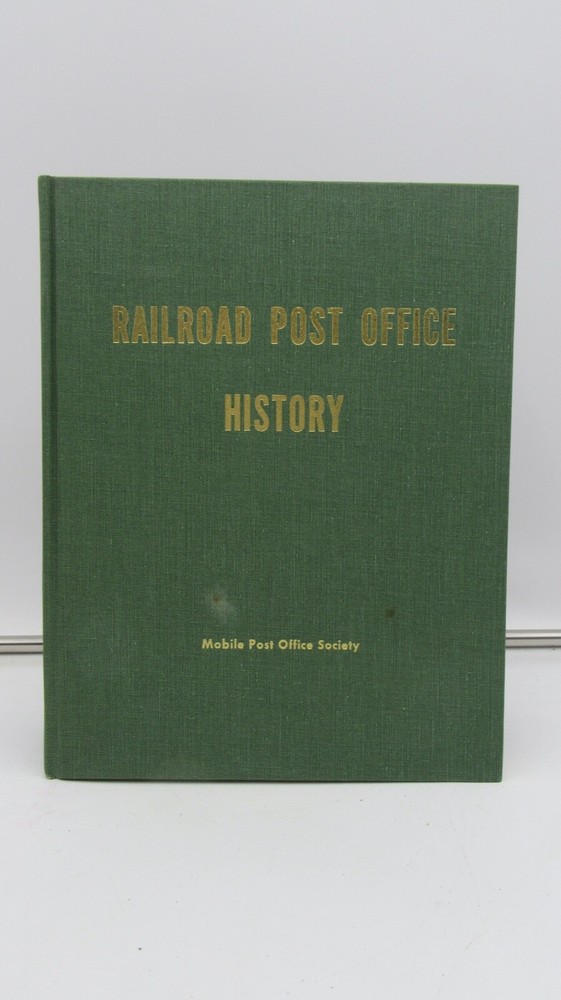 RAILROAD POST OFFICE
HISTORY
Mobile Post Office Society